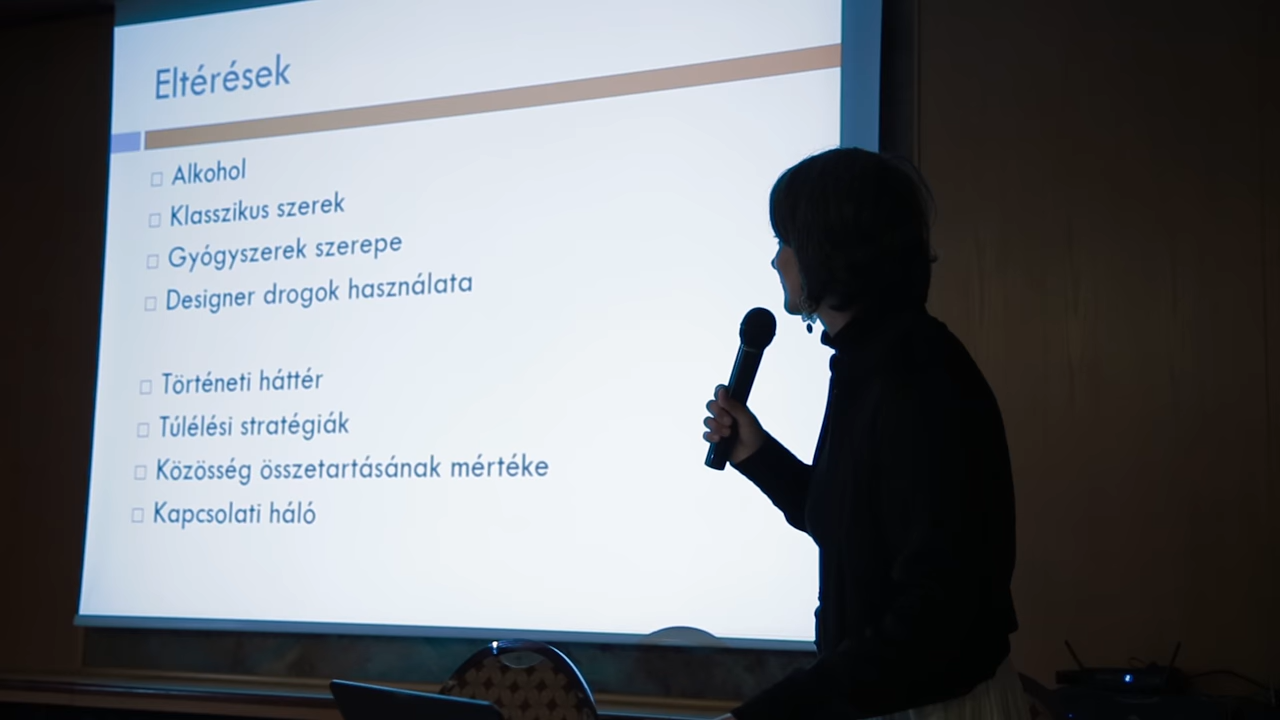 Eltérések
Alkohol
Klasszikus szerek
Gyógyszerek szerepe
Designer drogok használata
Történeti háttér
Túlélési stratégiák
Közösség összetartásának mértéke
Kapcsolati háló